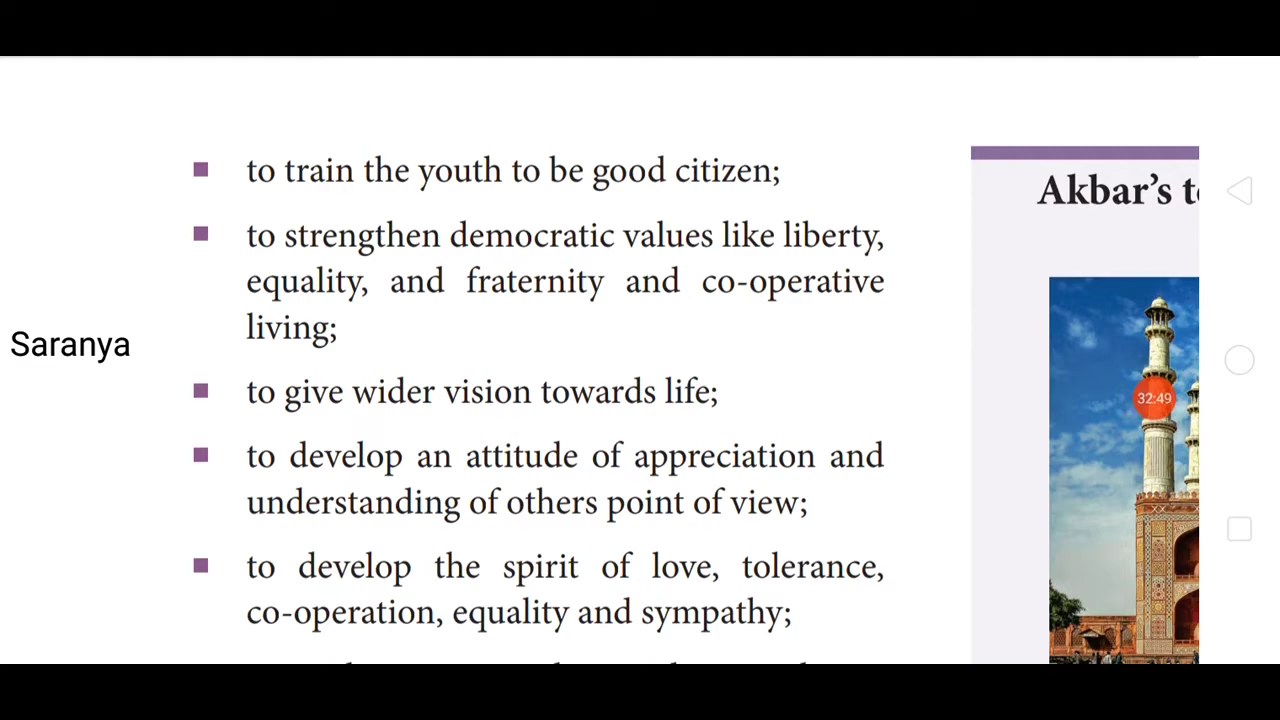 to train the youth to be good citizen;
to strengthen democratic values like liberty,
equality, and fraternity and co-operative
living;
Saranya
to give wider vision towards life;
to develop an attitude of appreciation and
understanding of others point of view;
to develop the spirit of love, tolerance,
co-operation, equality and sympathy;
Akbar's
32:49